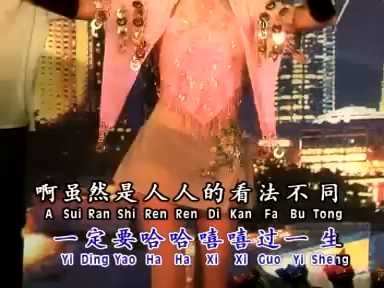 啊虽然是人人的看法不同
A Sui Ran Shi Ren Ren Di Kan Fa Bu Tong
一定要哈哈嘻嘻过一生
Yi Ding Yao Ha Ha Xi Xi Guo Yi Sheng